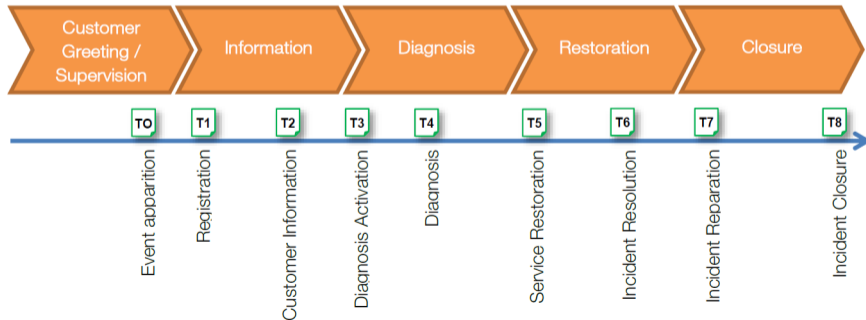 Customer
Greeting /
Supervision
Information
Diagnosis
Restoration
Closure
TO
T1
T2
T3
T4
T5
T6
T7
T8
Event apparition
Registration
Customer Information
Diagnosis Activation
Diagnosis
Service Restoration
Incident Resolution
Incident Reparation
Incident Closure